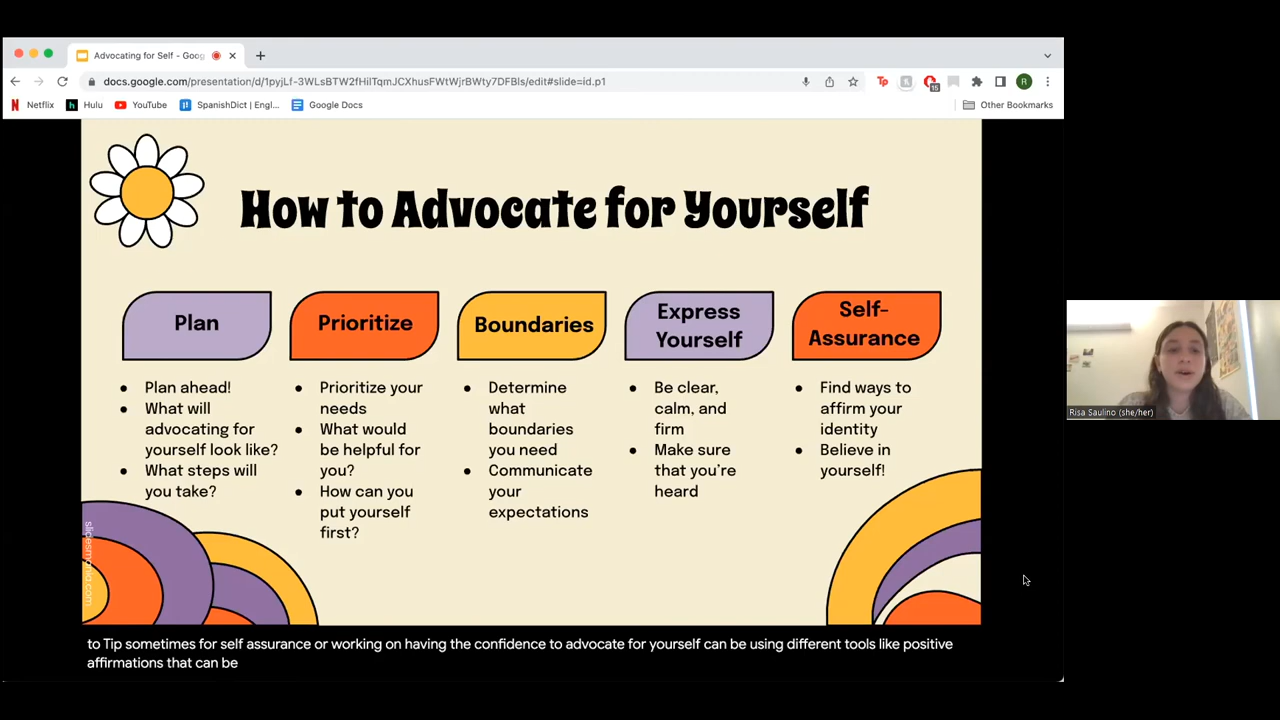 Advocating for Self - Goog
docs.google.com/presentation/d/1pyjLf-3WLsBTW2fHilTqmJCXhusFWtWjrBWty7DFBIs/edit#slide=id.p1
Tp
15
R
N Netflix
h Hulu
YouTube
SpanishDict | Engl...
Google Docs
Other Bookmarks
How to Advocate for Yourself
Plan
● Plan ahead!
● What will
advocating for
yourself look like?
● What steps will
you take?
Prioritize
● Prioritize your
needs
● What would
be helpful for
you?
● How can you
put yourself
first?
Boundaries
● Determine
what
boundaries
you need
● Communicate
your
expectations
Express
Yourself
● Be clear,
calm, and
firm
● Make sure
that you're
heard
Self-
Assurance
● Find ways to
affirm your
identity
● Believe in
yourself!
slidesmania.com
to Tip sometimes for self assurance or working on having the confidence to advocate for yourself can be using different tools like positive
affirmations that can be
Risa Saulino (she/her)